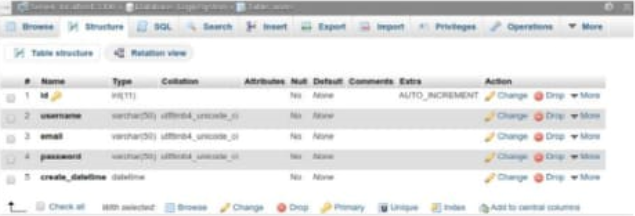 Browse Structure SQL Search Insert Export Import Privileges Operations More
Table structure Relation view
# Name Type Collation Attributes Null Default Comments Extra Action
1 id int(11) No None AUTO_INCREMENT Change Drop More
2 username varchar(50) utf8mb4_unicode_ci No None Change Drop More
3 email varchar(50) utf8mb4_unicode_ci No None Change Drop More
4 password varchar(50) utf8mb4_unicode_ci No None Change Drop More
5 create_datetime datetime No None Change Drop More
Check all With selected: Browse Change Drop Primary Unique Index Add to central columns